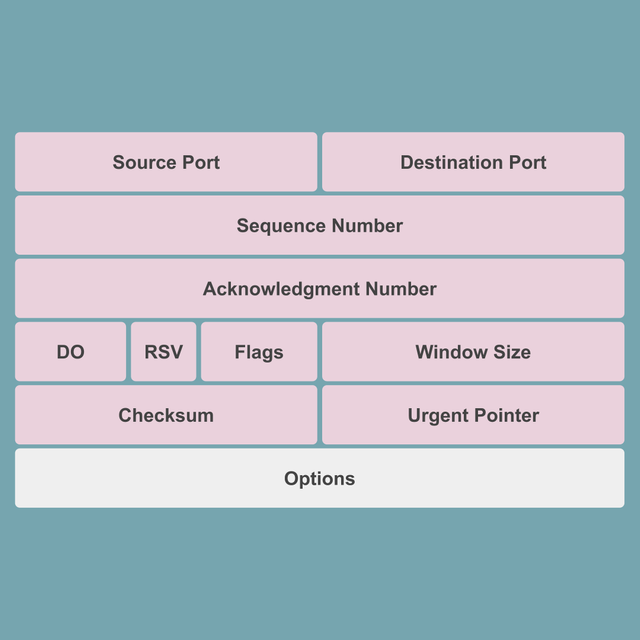 Source Port Destination Port
Sequence Number
Acknowledgment Number
DO RSV Flags Window Size
Checksum Urgent Pointer
Options